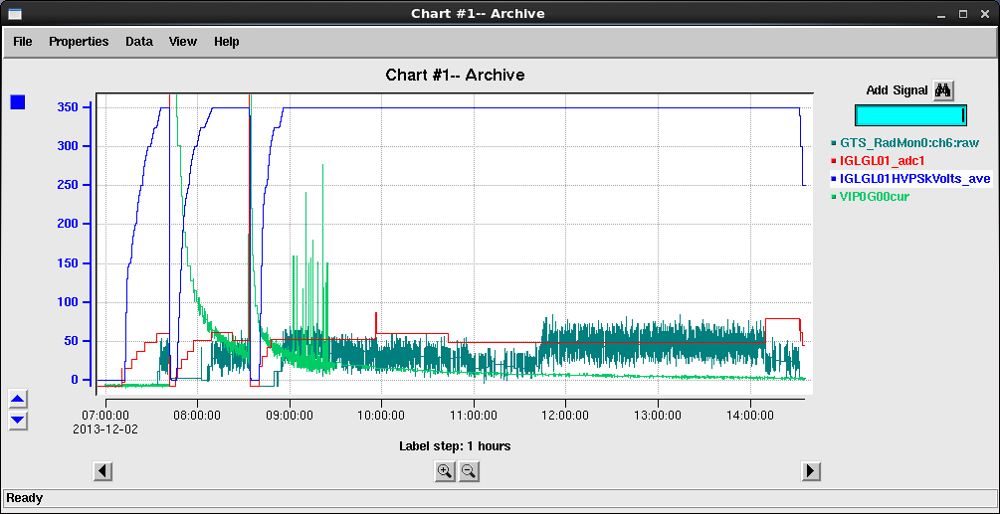 Chart #1-- Archive
File Properties Data View Help
Chart #1-- Archive
Add Signal
350
300
250
200
150
100
50
0
GTS_RadMon0:ch6:raw
IGLGL01_adc1
IGLGL01HVPSkVolts_ave
VIP0G00cur
07:00:00 08:00:00 09:00:00 10:00:00 11:00:00 12:00:00 13:00:00 14:00:00
2013-12-02
Label step: 1 hours
Ready